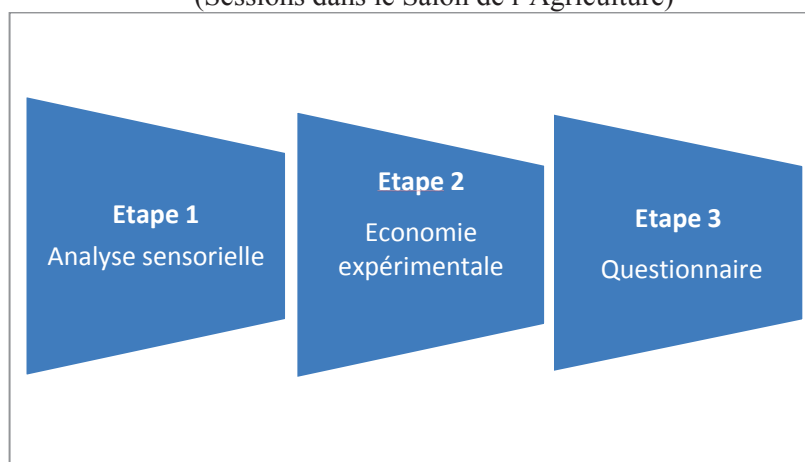 (Sessions dans le Salon de l'Agriculture)
Etape 1
Analyse sensorielle
Etape 2
Economie
expérimentale
Etape 3
Questionnaire